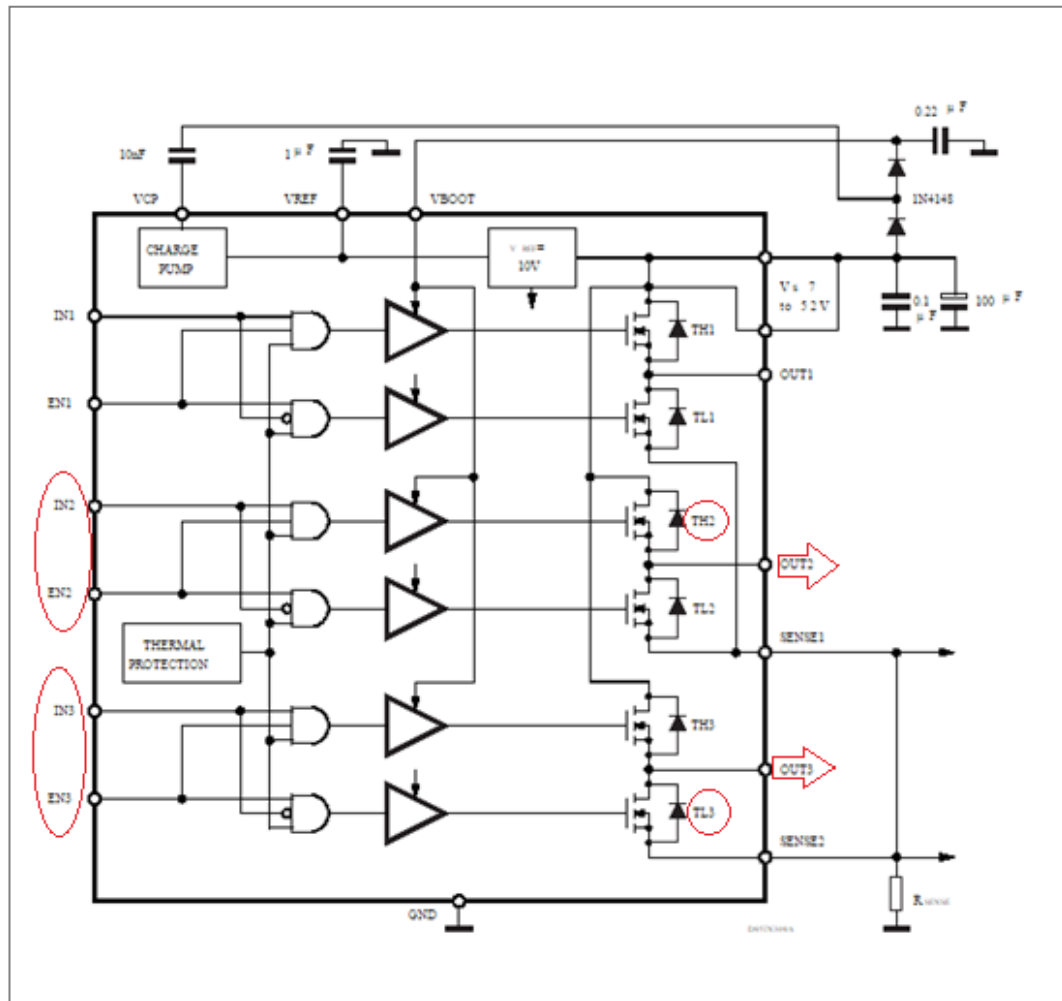 0.22 μF
10nF
1 μF
VCP
VREF
VBOOT
1N4148
CHARGE
PUMP
V REF=
10V
Vs 7
to 52V
0.1
μF
100 μF
IN1
TH1
OUT1
EN1
TL1
IN2
TH2
OUT2
EN2
TL2
THERMAL
PROTECTION
SENSE1
IN3
TH3
OUT3
EN3
TL3
SENSE2
GND
R SENSE